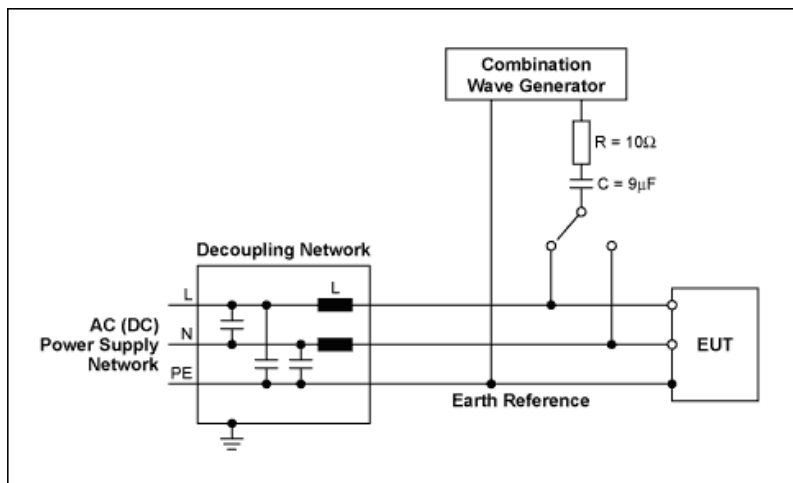 Combination
Wave Generator
R = 10Ω
C = 9μF
Decoupling Network
L
L
AC (DC)
Power Supply
Network
N
EUT
PE
Earth Reference